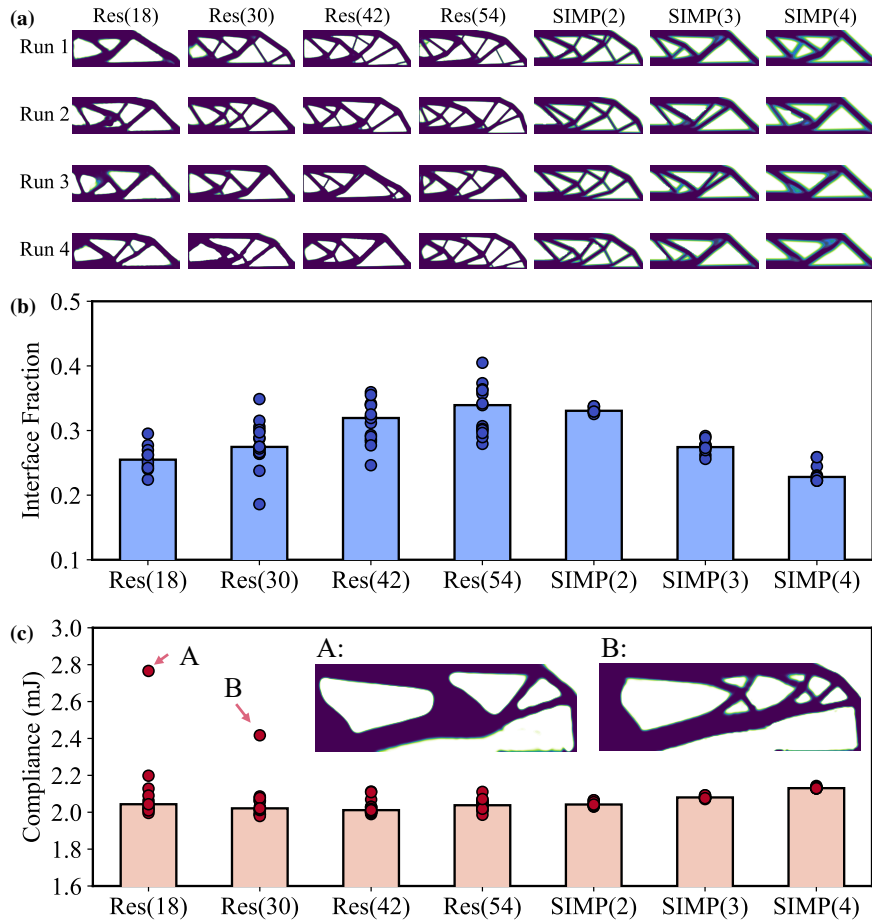 (a) Res(18) Res(30) Res(42) Res(54) SIMP(2) SIMP(3) SIMP(4)
Run 1
Run 2
Run 3
Run 4
(b)
Interface Fraction
0.5
0.4
0.3
0.2
0.1
Res(18) Res(30) Res(42) Res(54) SIMP(2) SIMP(3) SIMP(4)
(c)
Compliance (mJ)
3.0
2.8
2.6
2.4
2.2
2.0
1.8
1.6
A
B
A:
B:
Res(18) Res(30) Res(42) Res(54) SIMP(2) SIMP(3) SIMP(4)